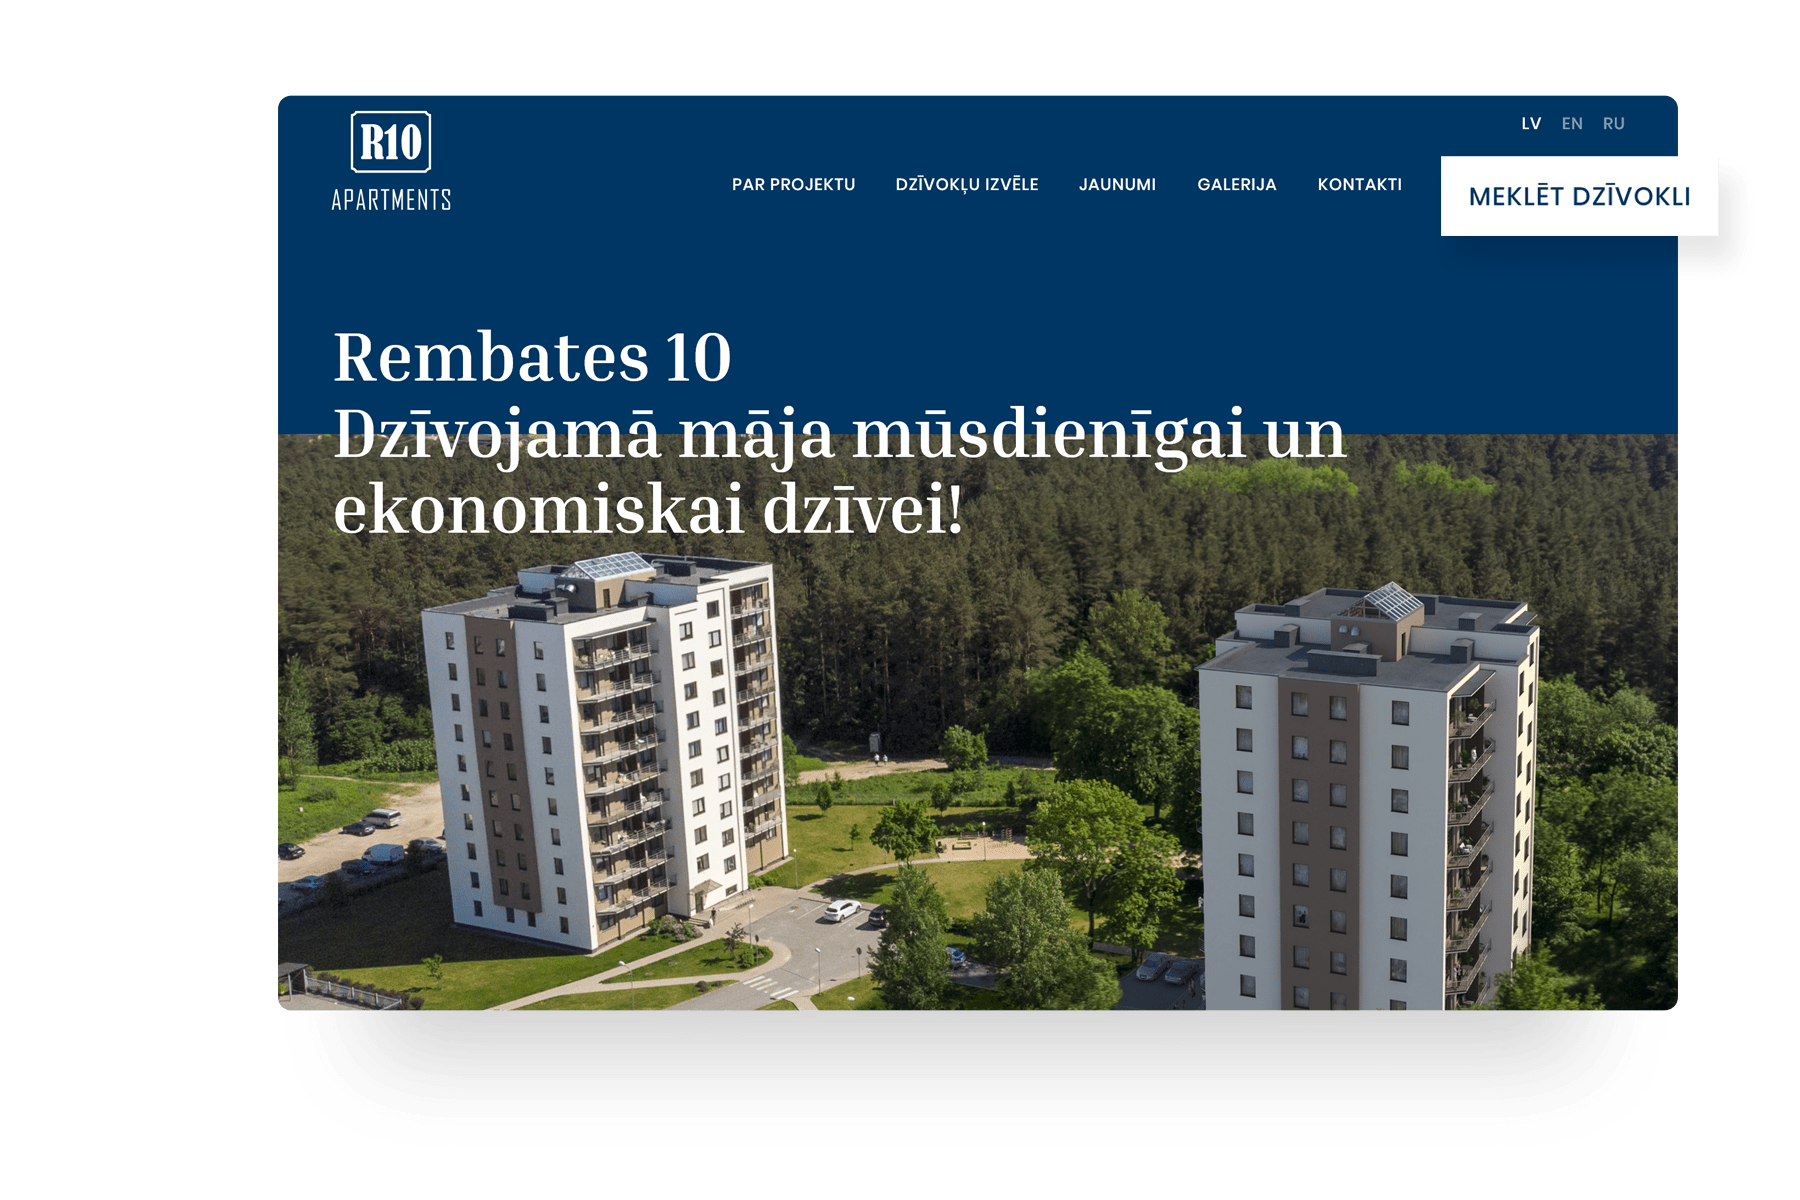 R10
APARTMENTS
LV EN RU
PAR PROJEKTU DZĪVOKĻU IZVĒLE JAUNUMI GALERIJA KONTAKTI
MEKLĒT DZĪVOKLI
Rembates 10
Dzīvojamā māja mūsdienīgai un
ekonomiskai dzīvei!